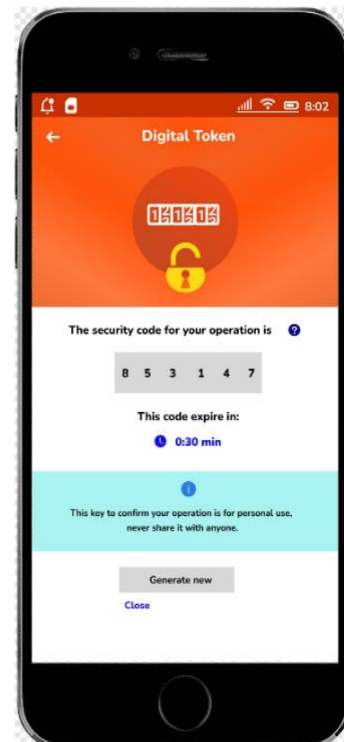 8:02
Digital Token
The security code for your operation is
8 5 3 1 4 7
This code expire in:
0:30 min
This key to confirm your operation is for personal use,
never share it with anyone.
Generate new
Close